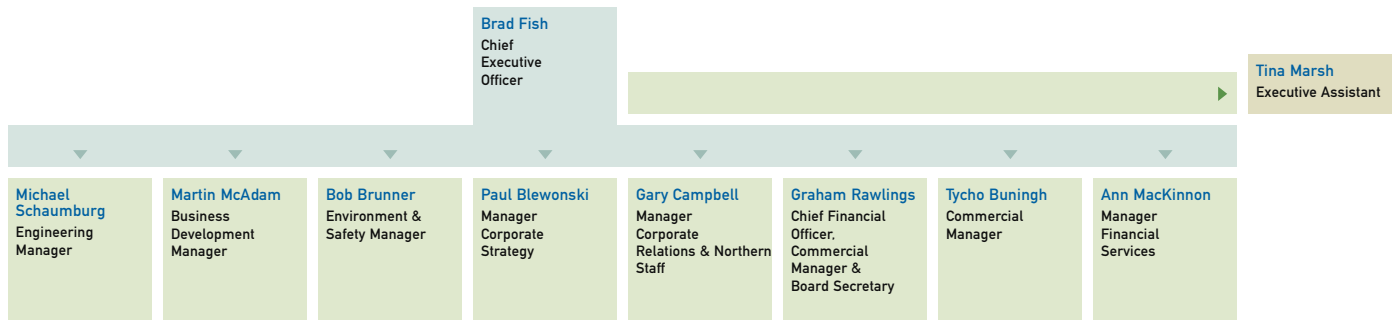 Brad Fish
Chief
Executive
Officer
Tina Marsh
Executive Assistant
Michael
Schaumburg
Engineering
Manager
Martin McAdam
Business
Development
Manager
Bob Brunner
Environment &
Safety Manager
Paul Blewonski
Manager
Corporate
Strategy
Gary Campbell
Manager
Corporate
Relations & Northern
Staff
Graham Rawlings
Chief Financial
Officer,
Commercial
Manager &
Board Secretary
Tycho Buningh
Commercial
Manager
Ann MacKinnon
Manager
Financial
Services